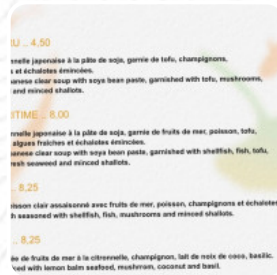 U .. 4,50
nnelle japonaise à la pâte de soja, garnie de tofu, champignons,
s et échalotes émincées.
anese clear soup with soya bean paste, garnished with tofu, mushrooms,
and minced shallots.
TIME .. 8,00
nnelle japonaise à la pâte de soja, garnie de fruits de mer, poisson, tofu,
algues fraîches et échalotes émincées.
anese clear soup with soya bean paste, garnished with shellfish, fish, tofu,
resh seaweed and minced shallots.
.. 8,25
risson clair assaisonné avec fruits de mer, poisson, champignons et échalotes
h seasoned with shellfish, fish, mushrooms and minced shallots.
.. 8,25
ée de fruits de mer à la citronnelle, champignon, lait de noix de coco, basilic.
ed with lemon balm seafood, mushroom, coconut and basil.